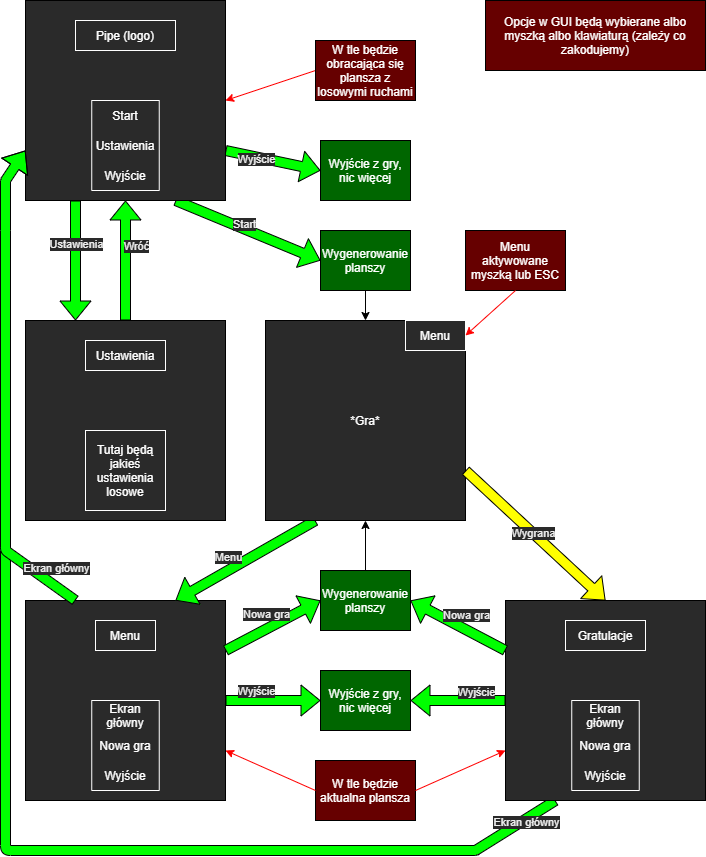 Pipe (logo)
Start
Ustawienia
Wyjście
W tle będzie
obracająca się
plansza z
losowymi ruchami
Opcje w GUI będą wybierane albo
myszką albo klawiaturą (zależy co
zakodujemy)
Wyjście
Wyjście z gry,
nic więcej
Start
Wygenerowanie
planszy
Ustawienia
Wróć
Menu
aktywowane
myszką lub ESC
Ustawienia
Tutaj będą
jakieś
ustawienia
losowe
Menu
*Gra*
Wygrana
Menu
Ekran główny
Menu
Ekran
główny
Nowa gra
Wyjście
Nowa gra
Wygenerowanie
planszy
Nowa gra
Wyjście
Wyjście z gry,
nic więcej
Wyjście
Gratulacje
Ekran
główny
Nowa gra
Wyjście
W tle będzie
aktualna plansza
Ekran główny